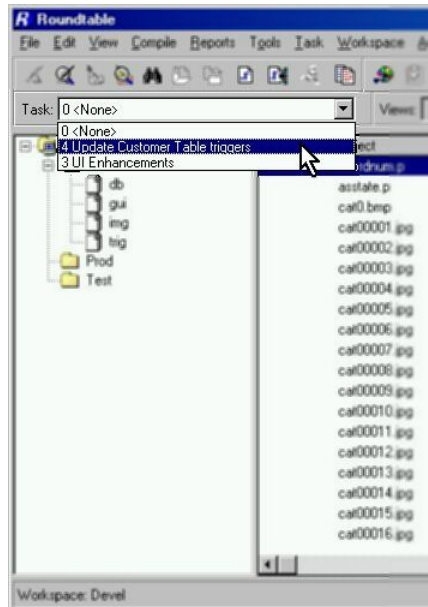 Roundtable
File Edit View Compile Reports Tools Task Workspace
Task: 0 <None> Views:
0 <None>
4 Update Customer Table triggers
3 UI Enhancements
ect
rdnum.p
db
gui
img
trig
Prod
Test
asstate.p
cat0.bmp
cat00001.jpg
cat00002.jpg
cat00003.jpg
cat00004.jpg
cat00005.jpg
cat00006.jpg
cat00007.jpg
cat00008.jpg
cat00009.jpg
cat00010.jpg
cat00011.jpg
cat00012.jpg
cat00013.jpg
cat00014.jpg
cat00015.jpg
cat00016.jpg
Workspace: Devel